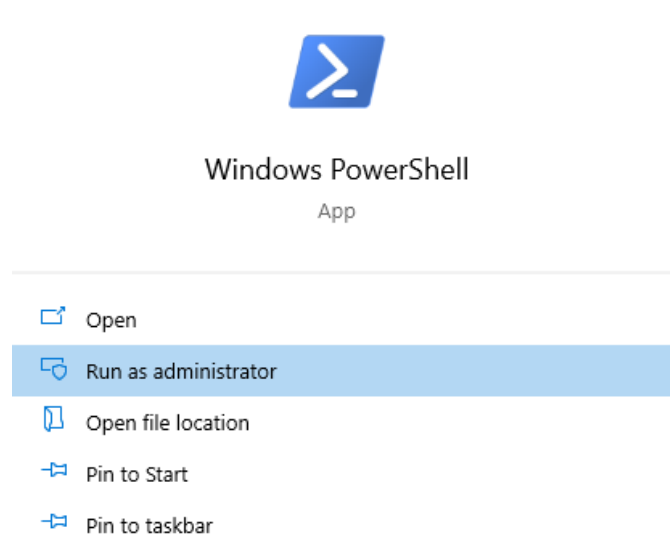 Windows PowerShell
App
Open
Run as administrator
Open file location
Pin to Start
Pin to taskbar